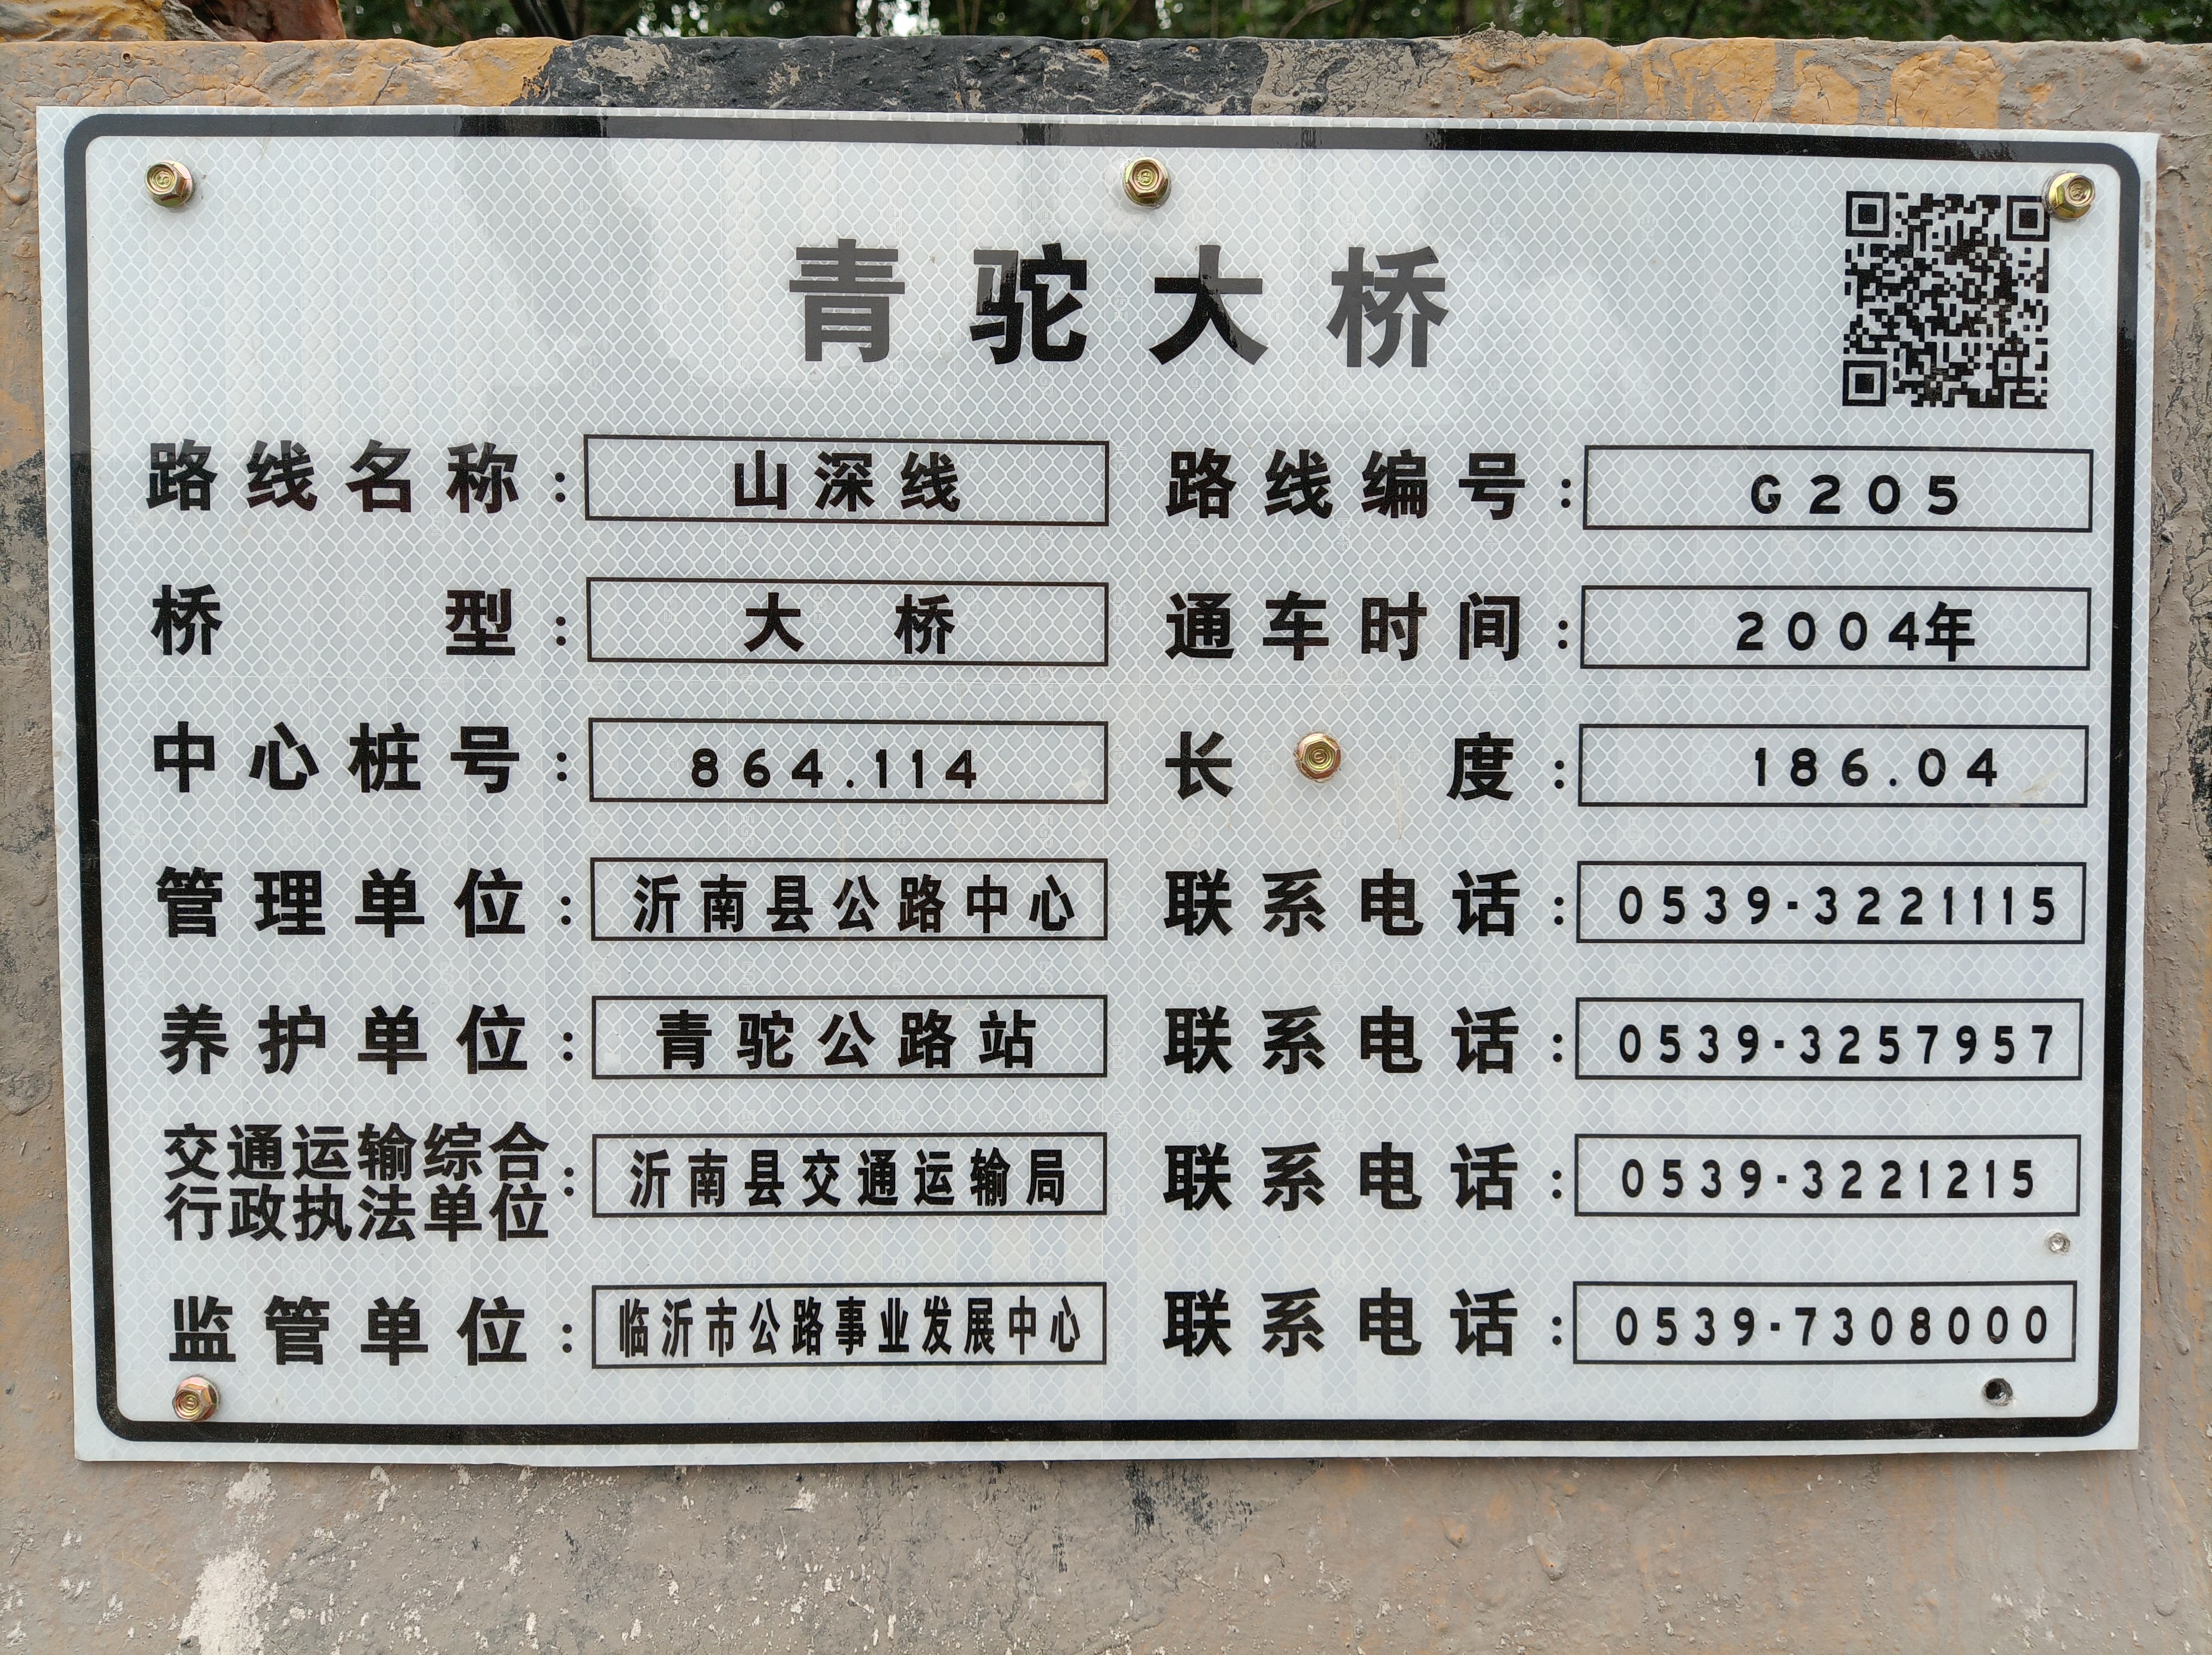 青驼大桥
路线名称：山深线 路线编号：G205
桥型：大桥 通车时间：2004年
中心桩号：864.114 长度：186.04
管理单位：沂南县公路中心 联系电话：0539-3221115
养护单位：青驼公路站 联系电话：0539-3257957
交通运输综合
行政执法单位：沂南县交通运输局 联系电话：0539-3221215
监管单位：临沂市公路事业发展中心 联系电话：0539-7308000